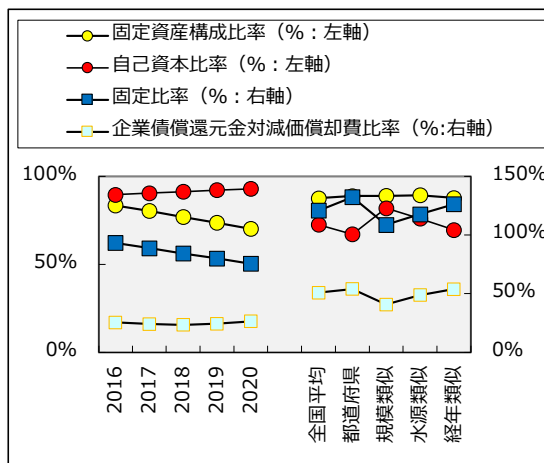 固定資産構成比率（%：左軸）
自己資本比率（%：左軸）
固定比率（%：右軸）
企業債償還元金対減価償却費比率（%:右軸）
100%
50%
0%
150%
100%
50%
0%
2016
2017
2018
2019
2020
全国平均
都道府県
規模類似
水源類似
経年類似